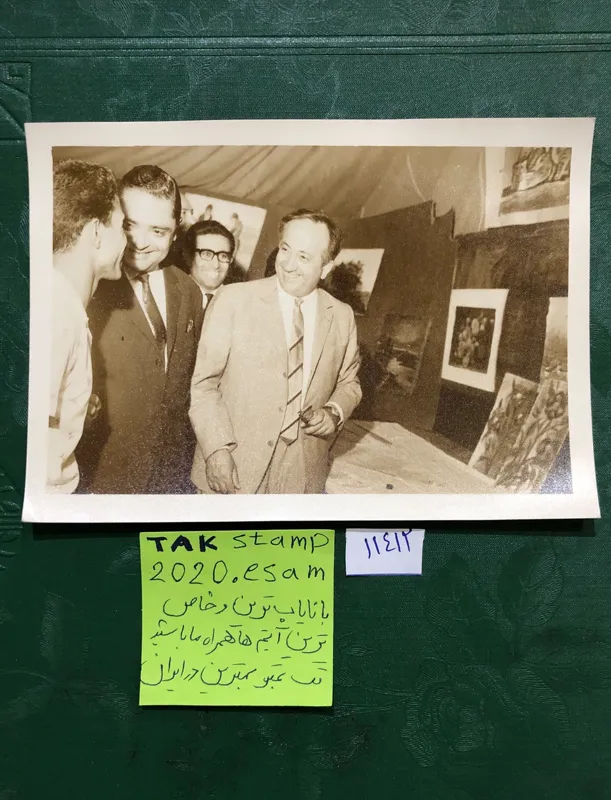 TAK stamp
2020.esam
با نایاب ترین و خاص
ترین آیتم ها همراه ما باشید
تک تمبر بهترین در ایران
۱۱٤۱۲